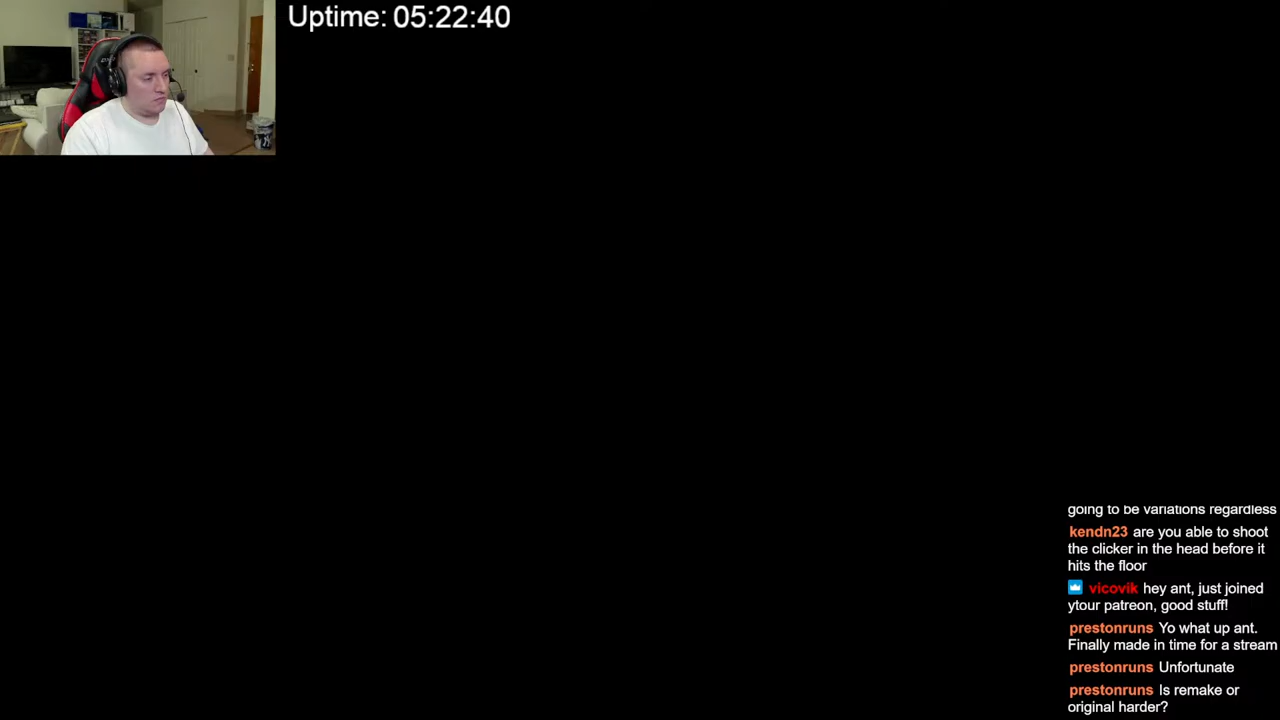 Uptime: 05:22:40
going to be variations regardless
kendn23 are you able to shoot
the clicker in the head before it
hits the floor
vicovik hey ant, just joined
ytour patreon, good stuff!
prestonruns Yo what up ant.
Finally made in time for a stream
prestonruns Unfortunate
prestonruns Is remake or
original harder?